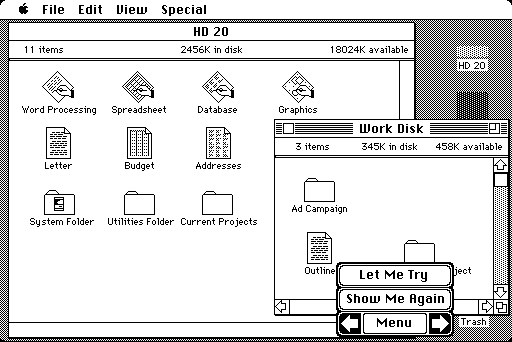 File Edit View Special
HD 20
11 items 2456K in disk 18024K available
HD 20
Word Processing Spreadsheet Database Graphics
Work Disk
3 items 345K in disk 458K available
Letter Budget Addresses
Ad Campaign
System Folder Utilities Folder Current Projects
Outline
Let Me Try
Show Me Again
Menu
Trash